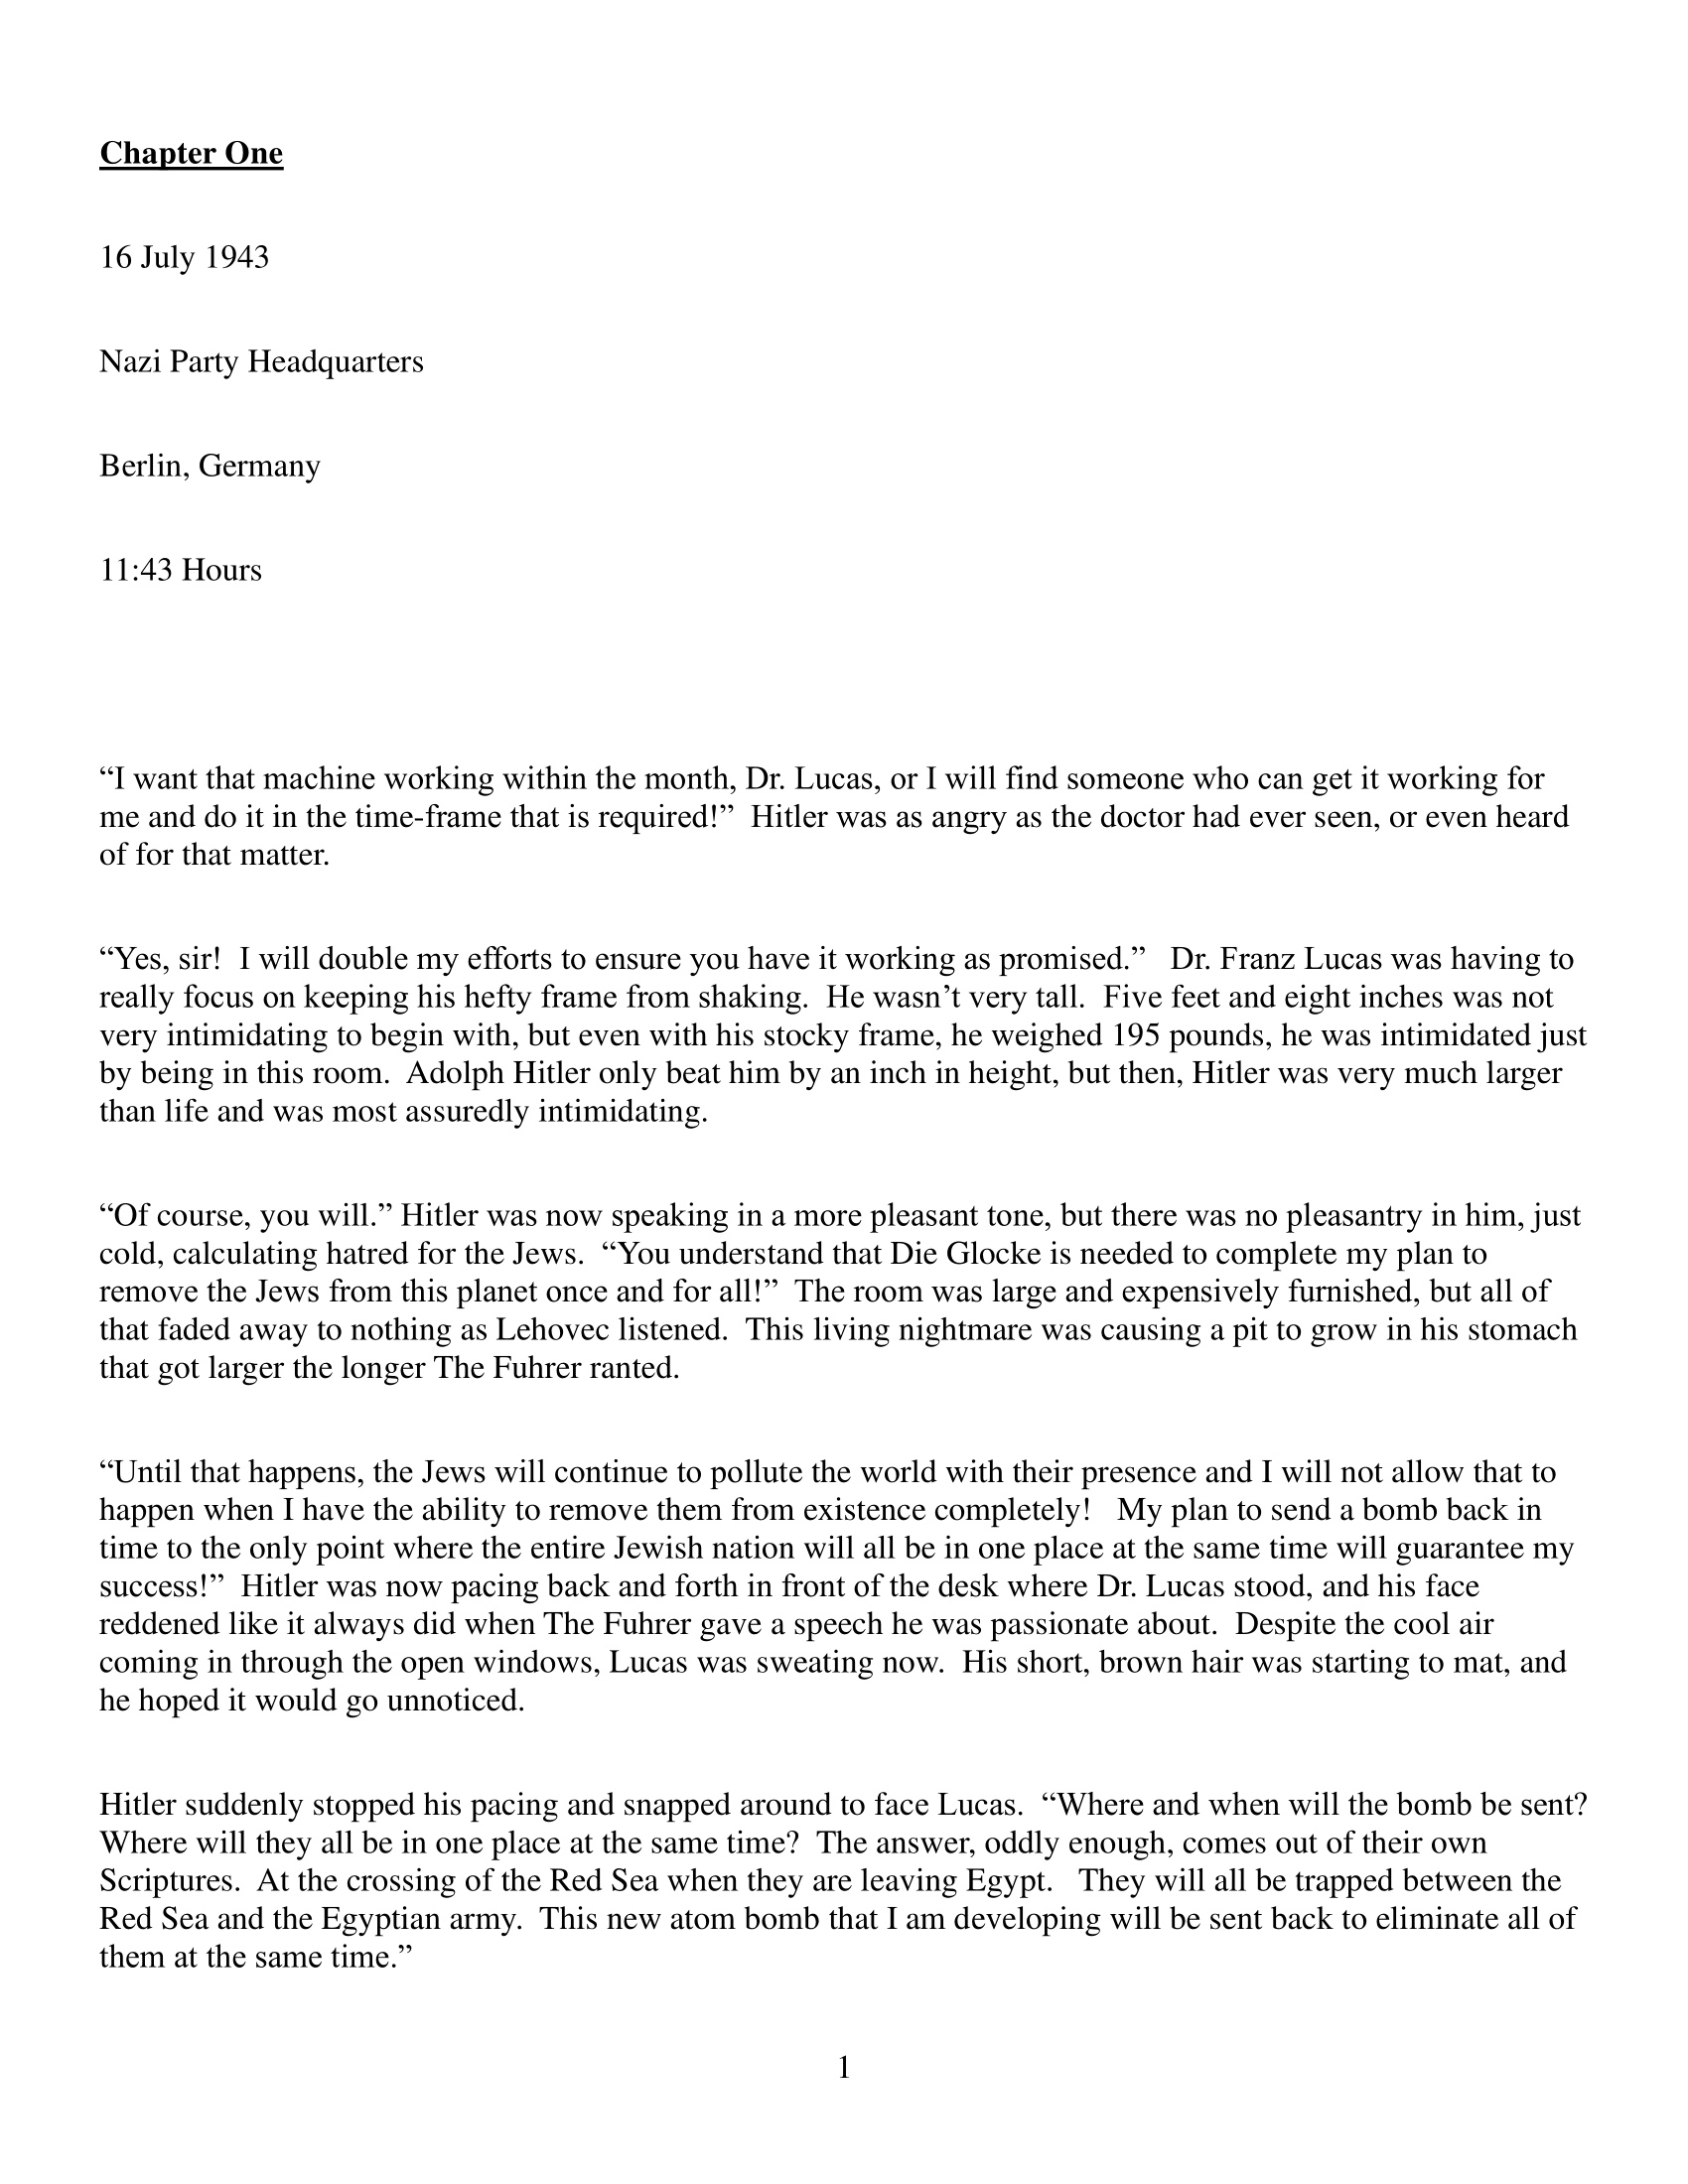 Chapter One
16 July 1943
Nazi Party Headquarters
Berlin, Germany
11:43 Hours
“I want that machine working within the month, Dr. Lucas, or I will find someone who can get it working for
me and do it in the time-frame that is required!”  Hitler was as angry as the doctor had ever seen, or even heard
of for that matter.
“Yes, sir!  I will double my efforts to ensure you have it working as promised.”   Dr. Franz Lucas was having to
really focus on keeping his hefty frame from shaking.  He wasn’t very tall.  Five feet and eight inches was not
very intimidating to begin with, but even with his stocky frame, he weighed 195 pounds, he was intimidated just
by being in this room.  Adolph Hitler only beat him by an inch in height, but then, Hitler was very much larger
than life and was most assuredly intimidating.
“Of course, you will.” Hitler was now speaking in a more pleasant tone, but there was no pleasantry in him, just
cold, calculating hatred for the Jews.  “You understand that Die Glocke is needed to complete my plan to
remove the Jews from this planet once and for all!”  The room was large and expensively furnished, but all of
that faded away to nothing as Lehovec listened.  This living nightmare was causing a pit to grow in his stomach
that got larger the longer The Fuhrer ranted.
“Until that happens, the Jews will continue to pollute the world with their presence and I will not allow that to
happen when I have the ability to remove them from existence completely!   My plan to send a bomb back in
time to the only point where the entire Jewish nation will all be in one place at the same time will guarantee my
success!”  Hitler was now pacing back and forth in front of the desk where Dr. Lucas stood, and his face
reddened like it always did when The Fuhrer gave a speech he was passionate about.  Despite the cool air
coming in through the open windows, Lucas was sweating now.  His short, brown hair was starting to mat, and
he hoped it would go unnoticed.
Hitler suddenly stopped his pacing and snapped around to face Lucas.  “Where and when will the bomb be sent?
Where will they all be in one place at the same time?  The answer, oddly enough, comes out of their own
Scriptures.  At the crossing of the Red Sea when they are leaving Egypt.   They will all be trapped between the
Red Sea and the Egyptian army.  This new atom bomb that I am developing will be sent back to eliminate all of
them at the same time.”
1